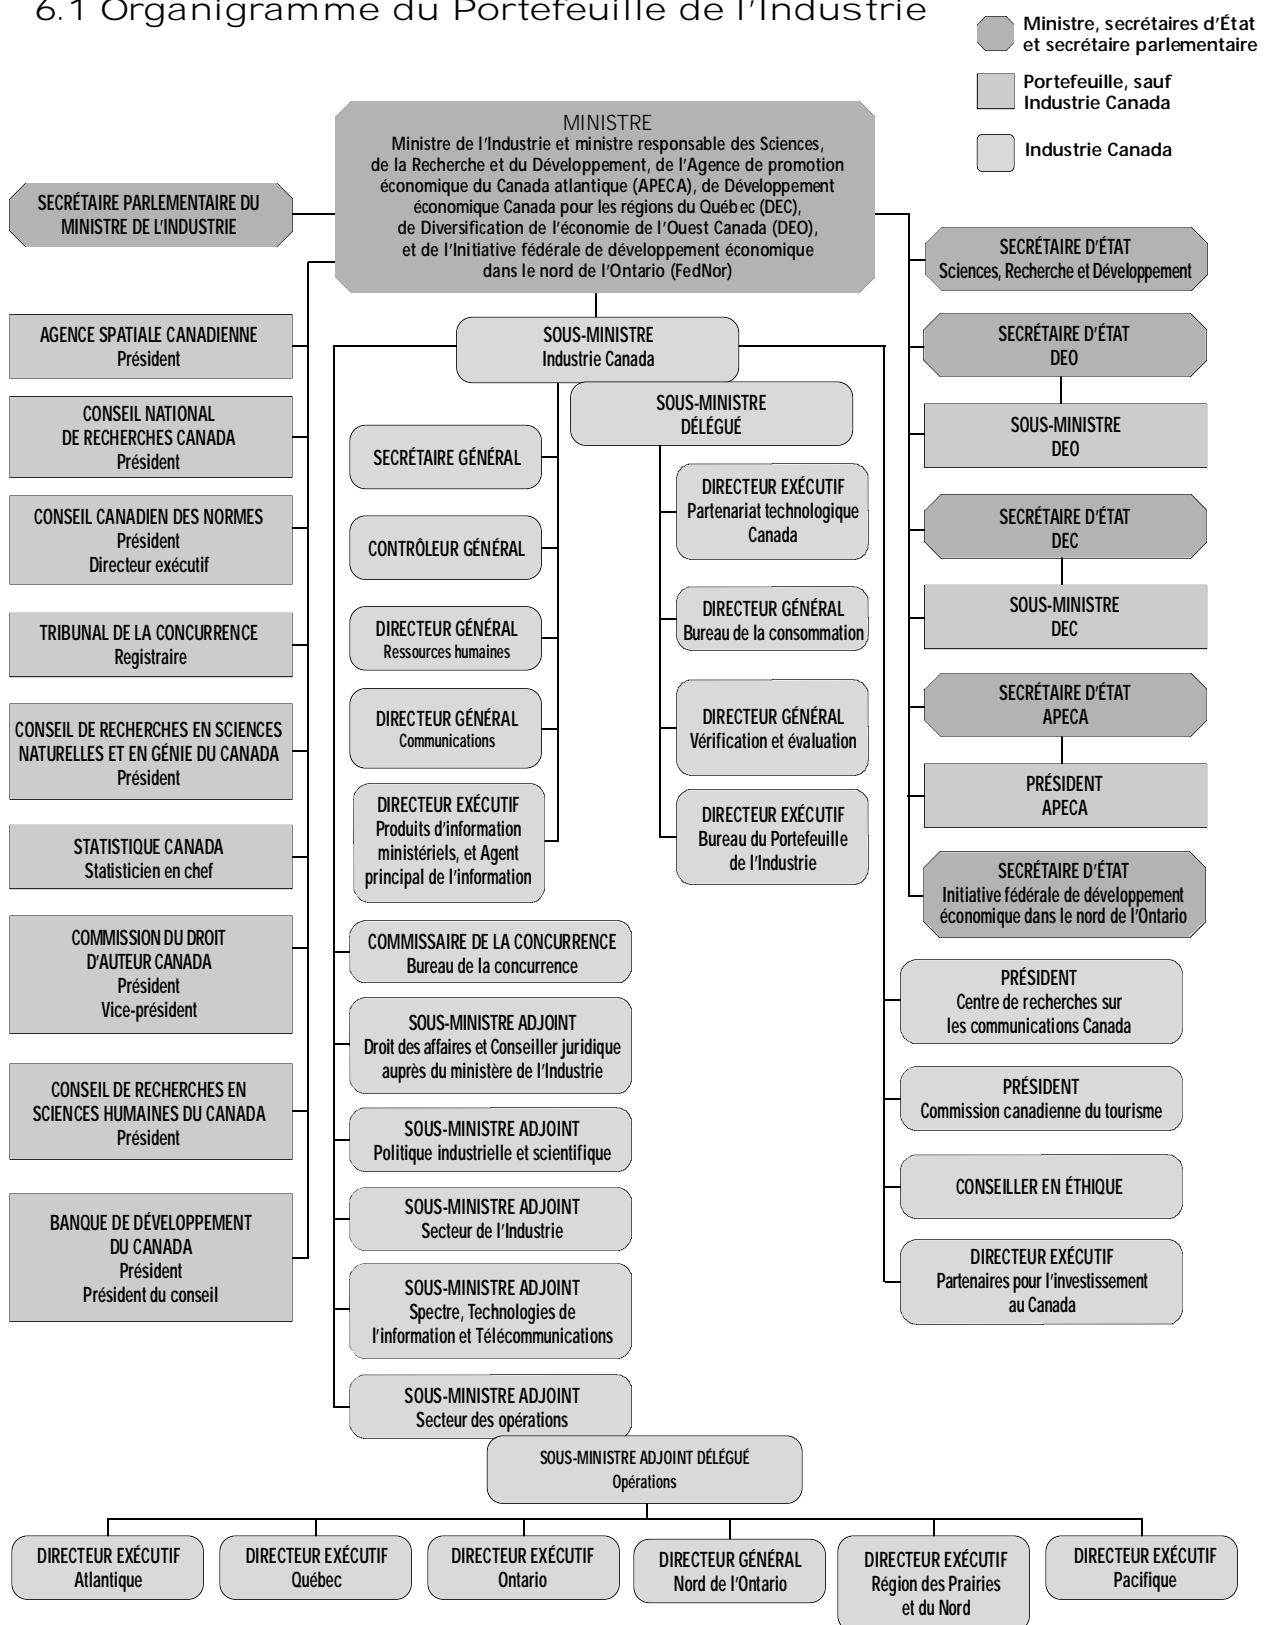 6.1 Organigramme du Portefeuille de l'Industrie
Ministre, secrétaires d'État
et secrétaire parlementaire
Portefeuille, sauf
Industrie Canada
Industrie Canada
MINISTRE
Ministre de l'Industrie et ministre responsable des Sciences,
de la Recherche et du Développement, de l'Agence de promotion
économique du Canada atlantique (APECA), de Développement
économique Canada pour les régions du Québec (DEC),
de Diversification de l'économie de l'Ouest Canada (DEO),
et de l'Initiative fédérale de développement économique
dans le nord de l'Ontario (FedNor)
SECRÉTAIRE PARLEMENTAIRE DU
MINISTRE DE L'INDUSTRIE
AGENCE SPATIALE CANADIENNE
Président
CONSEIL NATIONAL
DE RECHERCHES CANADA
Président
CONSEIL CANADIEN DES NORMES
Président
Directeur exécutif
TRIBUNAL DE LA CONCURRENCE
Registraire
CONSEIL DE RECHERCHES EN SCIENCES
NATURELLES ET EN GÉNIE DU CANADA
Président
STATISTIQUE CANADA
Statisticien en chef
COMMISSION DU DROIT
D'AUTEUR CANADA
Président
Vice-président
CONSEIL DE RECHERCHES EN
SCIENCES HUMAINES DU CANADA
Président
BANQUE DE DÉVELOPPEMENT
DU CANADA
Président
Président du conseil
SOUS-MINISTRE
Industrie Canada
SOUS-MINISTRE
DÉLÉGUÉ
SECRÉTAIRE GÉNÉRAL
CONTRÔLEUR GÉNÉRAL
DIRECTEUR GÉNÉRAL
Ressources humaines
DIRECTEUR GÉNÉRAL
Communications
DIRECTEUR EXÉCUTIF
Produits d'information
ministériels, et Agent
principal de l'information
DIRECTEUR EXÉCUTIF
Partenariat technologique
Canada
DIRECTEUR GÉNÉRAL
Bureau de la consommation
DIRECTEUR GÉNÉRAL
Vérification et évaluation
DIRECTEUR EXÉCUTIF
Bureau du Portefeuille
de l'Industrie
COMMISSAIRE DE LA CONCURRENCE
Bureau de la concurrence
SOUS-MINISTRE ADJOINT
Droit des affaires et Conseiller juridique
auprès du ministère de l'Industrie
SOUS-MINISTRE ADJOINT
Politique industrielle et scientifique
SOUS-MINISTRE ADJOINT
Secteur de l'Industrie
SOUS-MINISTRE ADJOINT
Spectre, Technologies de
l'information et Télécommunications
SOUS-MINISTRE ADJOINT
Secteur des opérations
SECRÉTAIRE D'ÉTAT
Sciences, Recherche et Développement
SECRÉTAIRE D'ÉTAT
DEO
SOUS-MINISTRE
DEO
SECRÉTAIRE D'ÉTAT
DEC
SOUS-MINISTRE
DEC
SECRÉTAIRE D'ÉTAT
APECA
PRÉSIDENT
APECA
SECRÉTAIRE D'ÉTAT
Initiative fédérale de développement
économique dans le nord de l'Ontario
PRÉSIDENT
Centre de recherches sur
les communications Canada
PRÉSIDENT
Commission canadienne du tourisme
CONSEILLER EN ÉTHIQUE
DIRECTEUR EXÉCUTIF
Partenaires pour l'investissement
au Canada
SOUS-MINISTRE ADJOINT DÉLÉGUÉ
Opérations
DIRECTEUR EXÉCUTIF
Atlantique
DIRECTEUR EXÉCUTIF
Québec
DIRECTEUR EXÉCUTIF
Ontario
DIRECTEUR GÉNÉRAL
Nord de l'Ontario
DIRECTEUR EXÉCUTIF
Région des Prairies
et du Nord
DIRECTEUR EXÉCUTIF
Pacifique